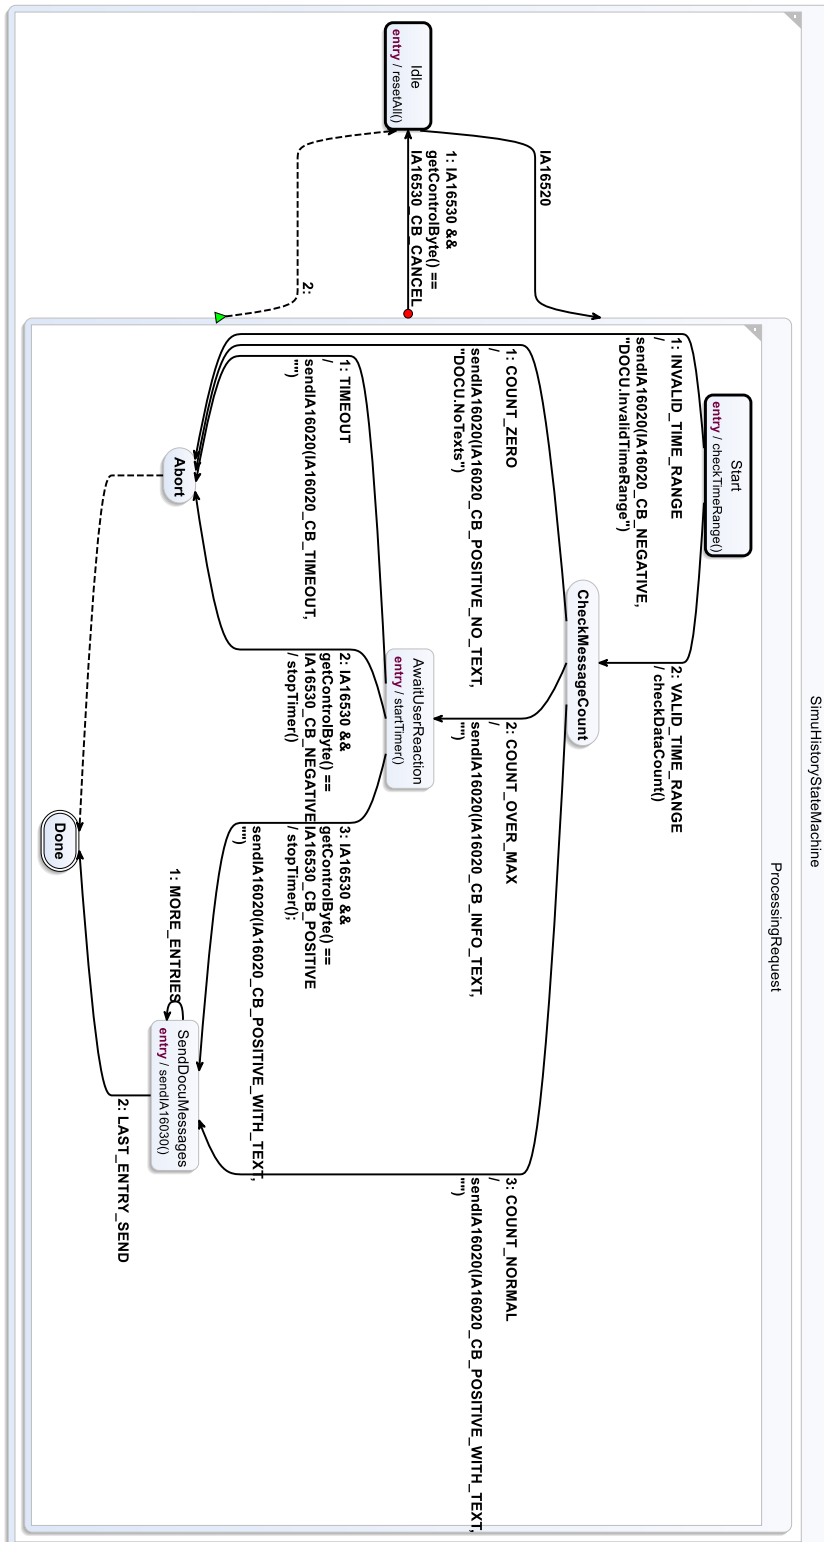 SimuHistoryStateMachine
Idle
entry / resetAll()
IA16520
1: IA16530 &&
getControlByte() ==
IA16530_CB_CANCEL
2:
ProcessingRequest
Start
entry / checkTimeRange()
1: INVALID_TIME_RANGE
/
sendIA16020(IA16020_CB_NEGATIVE,
"DOCU.InvalidTimeRange")
2: VALID_TIME_RANGE
/ checkDataCount()
CheckMessageCount
1: COUNT_ZERO
/
sendIA16020(IA16020_CB_POSITIVE_NO_TEXT,
"DOCU.NoTexts")
2: COUNT_OVER_MAX
/
sendIA16020(IA16020_CB_INFO_TEXT,
"")
3: COUNT_NORMAL
/
sendIA16020(IA16020_CB_POSITIVE_WITH_TEXT,
"")
AwaitUserReaction
entry / startTimer()
1: TIMEOUT
/
sendIA16020(IA16020_CB_TIMEOUT,
"")
2: IA16530 &&
getControlByte() ==
IA16530_CB_NEGATIVE
/ stopTimer()
3: IA16530 &&
getControlByte() ==
IA16530_CB_POSITIVE
/ stopTimer();
sendIA16020(IA16020_CB_POSITIVE_WITH_TEXT,
"")
Abort
SendDocuMessages
entry / sendIA16030()
1: MORE_ENTRIES
2: LAST_ENTRY_SEND
Done